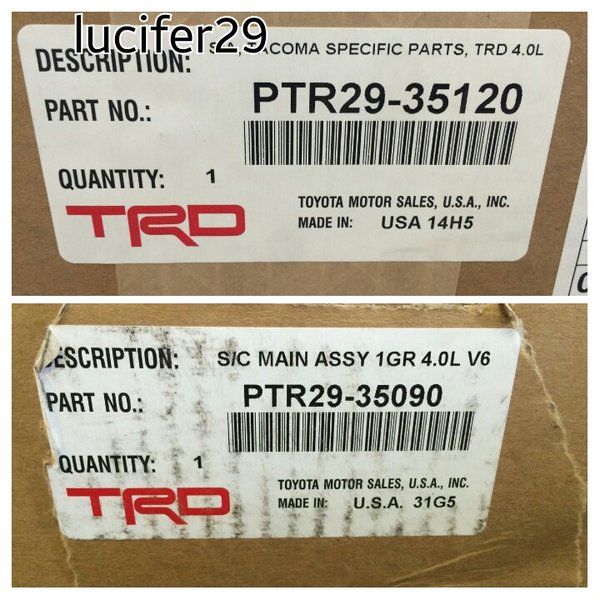 lucifer29
DESCRIPTION: TACOMA SPECIFIC PARTS, TRD 4.0L
PART NO.: PTR29-35120
QUANTITY: 1
TOYOTA MOTOR SALES, U.S.A., INC.
TRD MADE IN: USA 14H5
ESCRIPTION: S/C MAIN ASSY 1GR 4.0L V6
PART NO.: PTR29-35090
QUANTITY: 1
TOYOTA MOTOR SALES, U.S.A., INC.
TRD MADE IN: U.S.A. 31G5